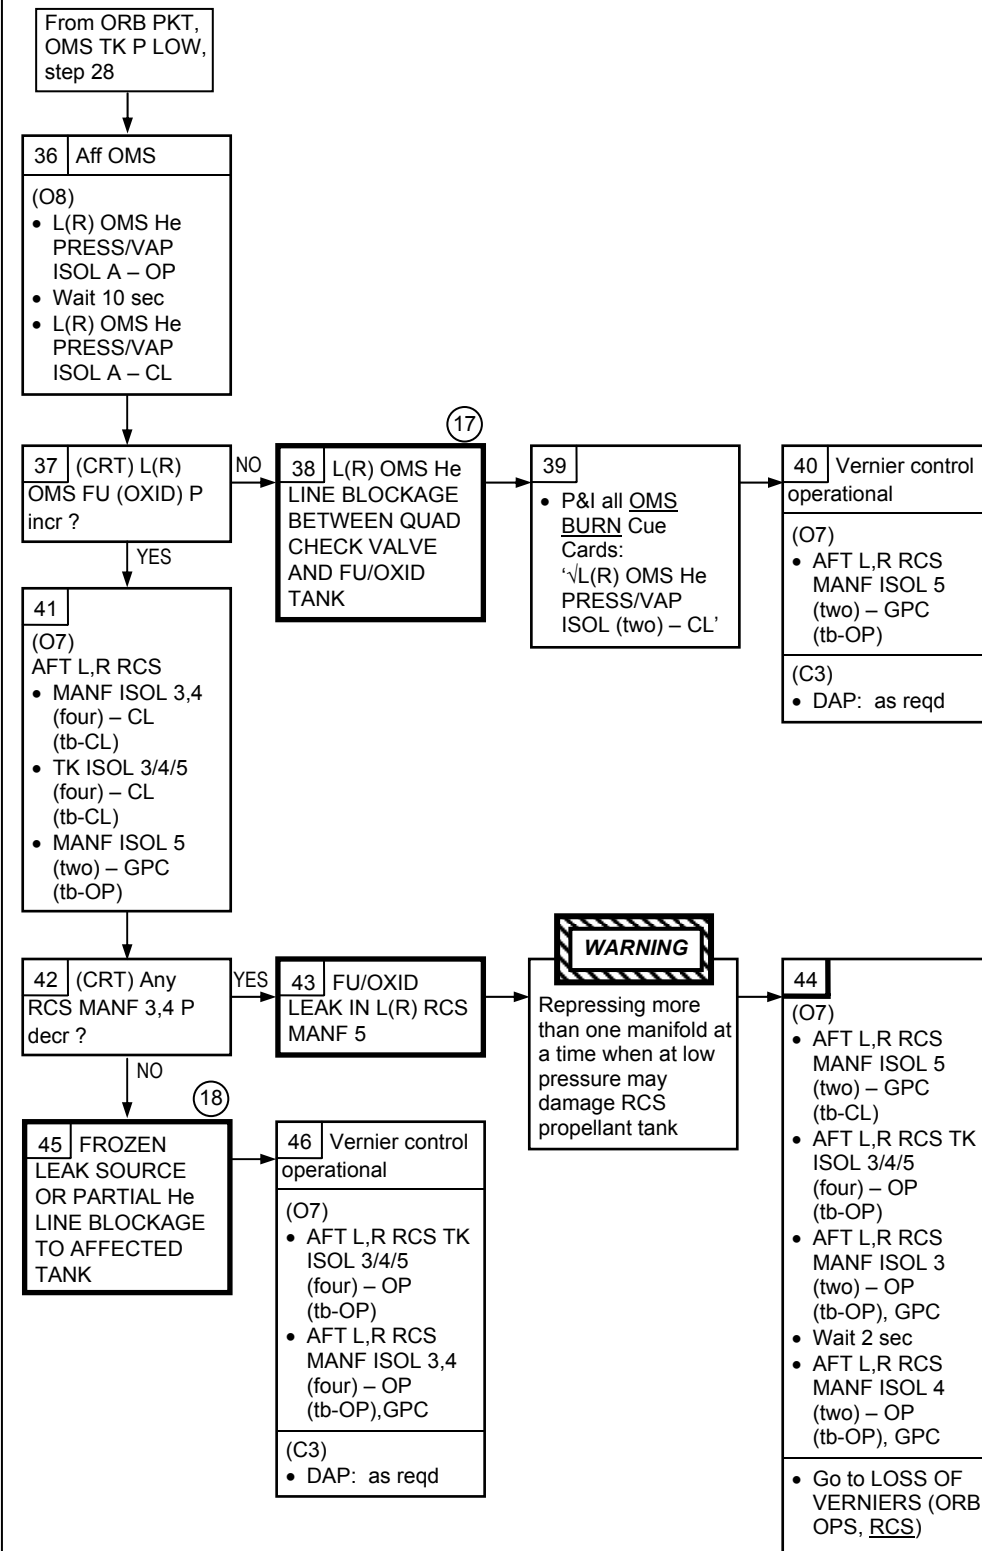 From ORB PKT,
OMS TK P LOW,
step 28
36 Aff OMS
(O8)
• L(R) OMS He
PRESS/VAP
ISOL A – OP
• Wait 10 sec
• L(R) OMS He
PRESS/VAP
ISOL A – CL
37 (CRT) L(R)
OMS FU (OXID) P
incr ?
NO
YES
17
38 L(R) OMS He
LINE BLOCKAGE
BETWEEN QUAD
CHECK VALVE
AND FU/OXID
TANK
39
• P&I all OMS
BURN Cue
Cards:
‘√L(R) OMS He
PRESS/VAP
ISOL (two) – CL’
40 Vernier control
operational
(O7)
• AFT L,R RCS
MANF ISOL 5
(two) – GPC
(tb-OP)
(C3)
• DAP: as reqd
41
(O7)
AFT L,R RCS
• MANF ISOL 3,4
(four) – CL
(tb-CL)
• TK ISOL 3/4/5
(four) – CL
(tb-CL)
• MANF ISOL 5
(two) – GPC
(tb-OP)
42 (CRT) Any
RCS MANF 3,4 P
decr ?
YES
NO
43 FU/OXID
LEAK IN L(R) RCS
MANF 5
WARNING
Repressing more
than one manifold at
a time when at low
pressure may
damage RCS
propellant tank
44
(O7)
• AFT L,R RCS
MANF ISOL 5
(two) – GPC
(tb-CL)
• AFT L,R RCS TK
ISOL 3/4/5
(four) – OP
(tb-OP)
• AFT L,R RCS
MANF ISOL 3
(two) – OP
(tb-OP), GPC
• Wait 2 sec
• AFT L,R RCS
MANF ISOL 4
(two) – OP
(tb-OP), GPC
• Go to LOSS OF
VERNIERS (ORB
OPS, RCS)
18
45 FROZEN
LEAK SOURCE
OR PARTIAL He
LINE BLOCKAGE
TO AFFECTED
TANK
46 Vernier control
operational
(O7)
• AFT L,R RCS TK
ISOL 3/4/5
(four) – OP
(tb-OP)
• AFT L,R RCS
MANF ISOL 3,4
(four) – OP
(tb-OP),GPC
(C3)
• DAP: as reqd